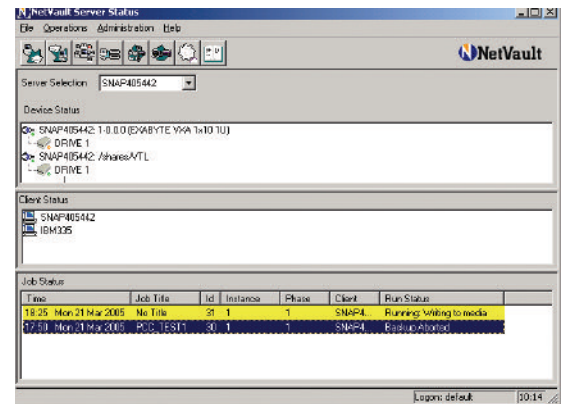 NetVault Server Status
File Operations Administration Help
NetVault
Server Selection SNAP405442
Device Status
SNAP405442: 1-0.0.0 (EXABYTE VXA 1x10 1U)
DRIVE 1
SNAP405442: /shares/VTL
DRIVE 1
Client Status
SNAP405442
IBM335
Job Status
Time Job Title Id Instance Phase Client Run Status
18:25 Mon 21 Mar 2005 No Title 31 1 1 SNAP4... Running: Writing to media
17:50 Mon 21 Mar 2005 PCC_TEST1 30 1 1 SNAP4... Backup Aborted
Logon: default 10:14